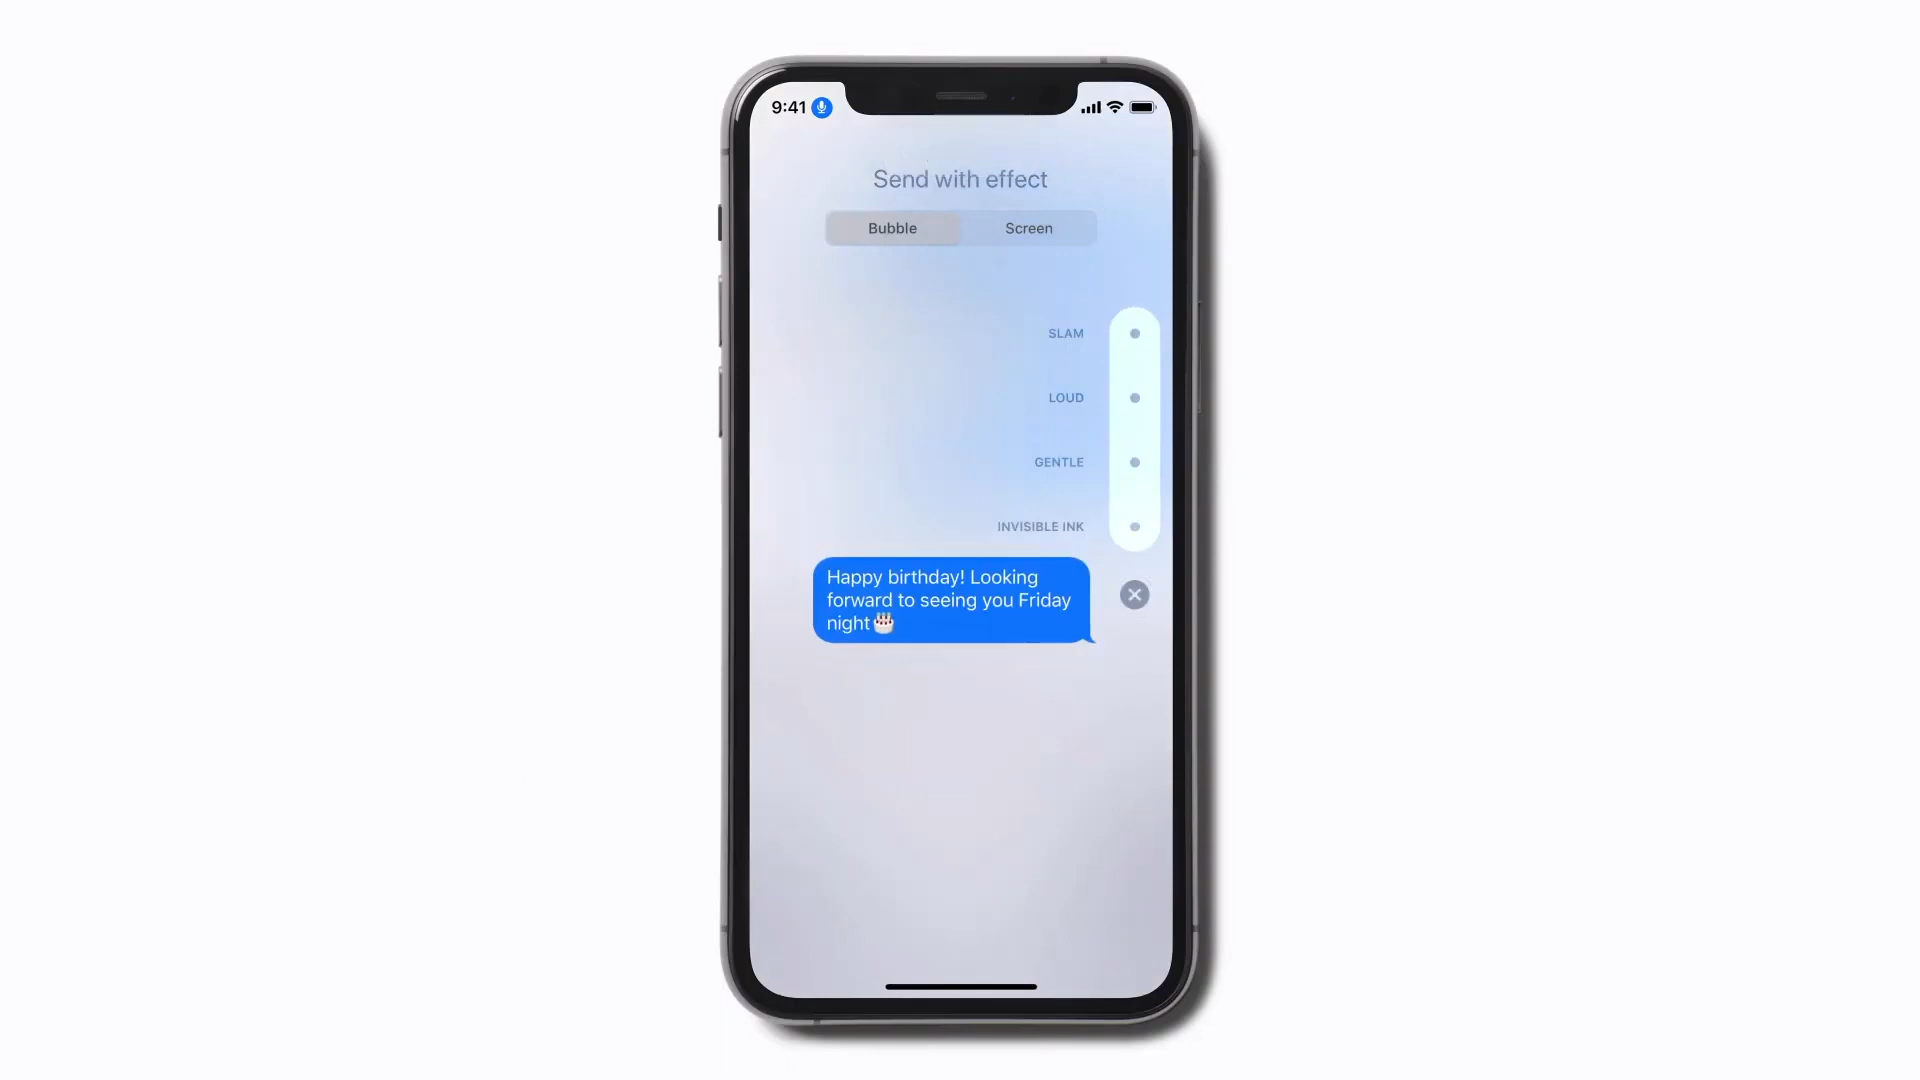 9:41
Send with effect
Bubble
Screen
SLAM
LOUD
GENTLE
INVISIBLE INK
Happy birthday! Looking
forward to seeing you Friday
night🎂